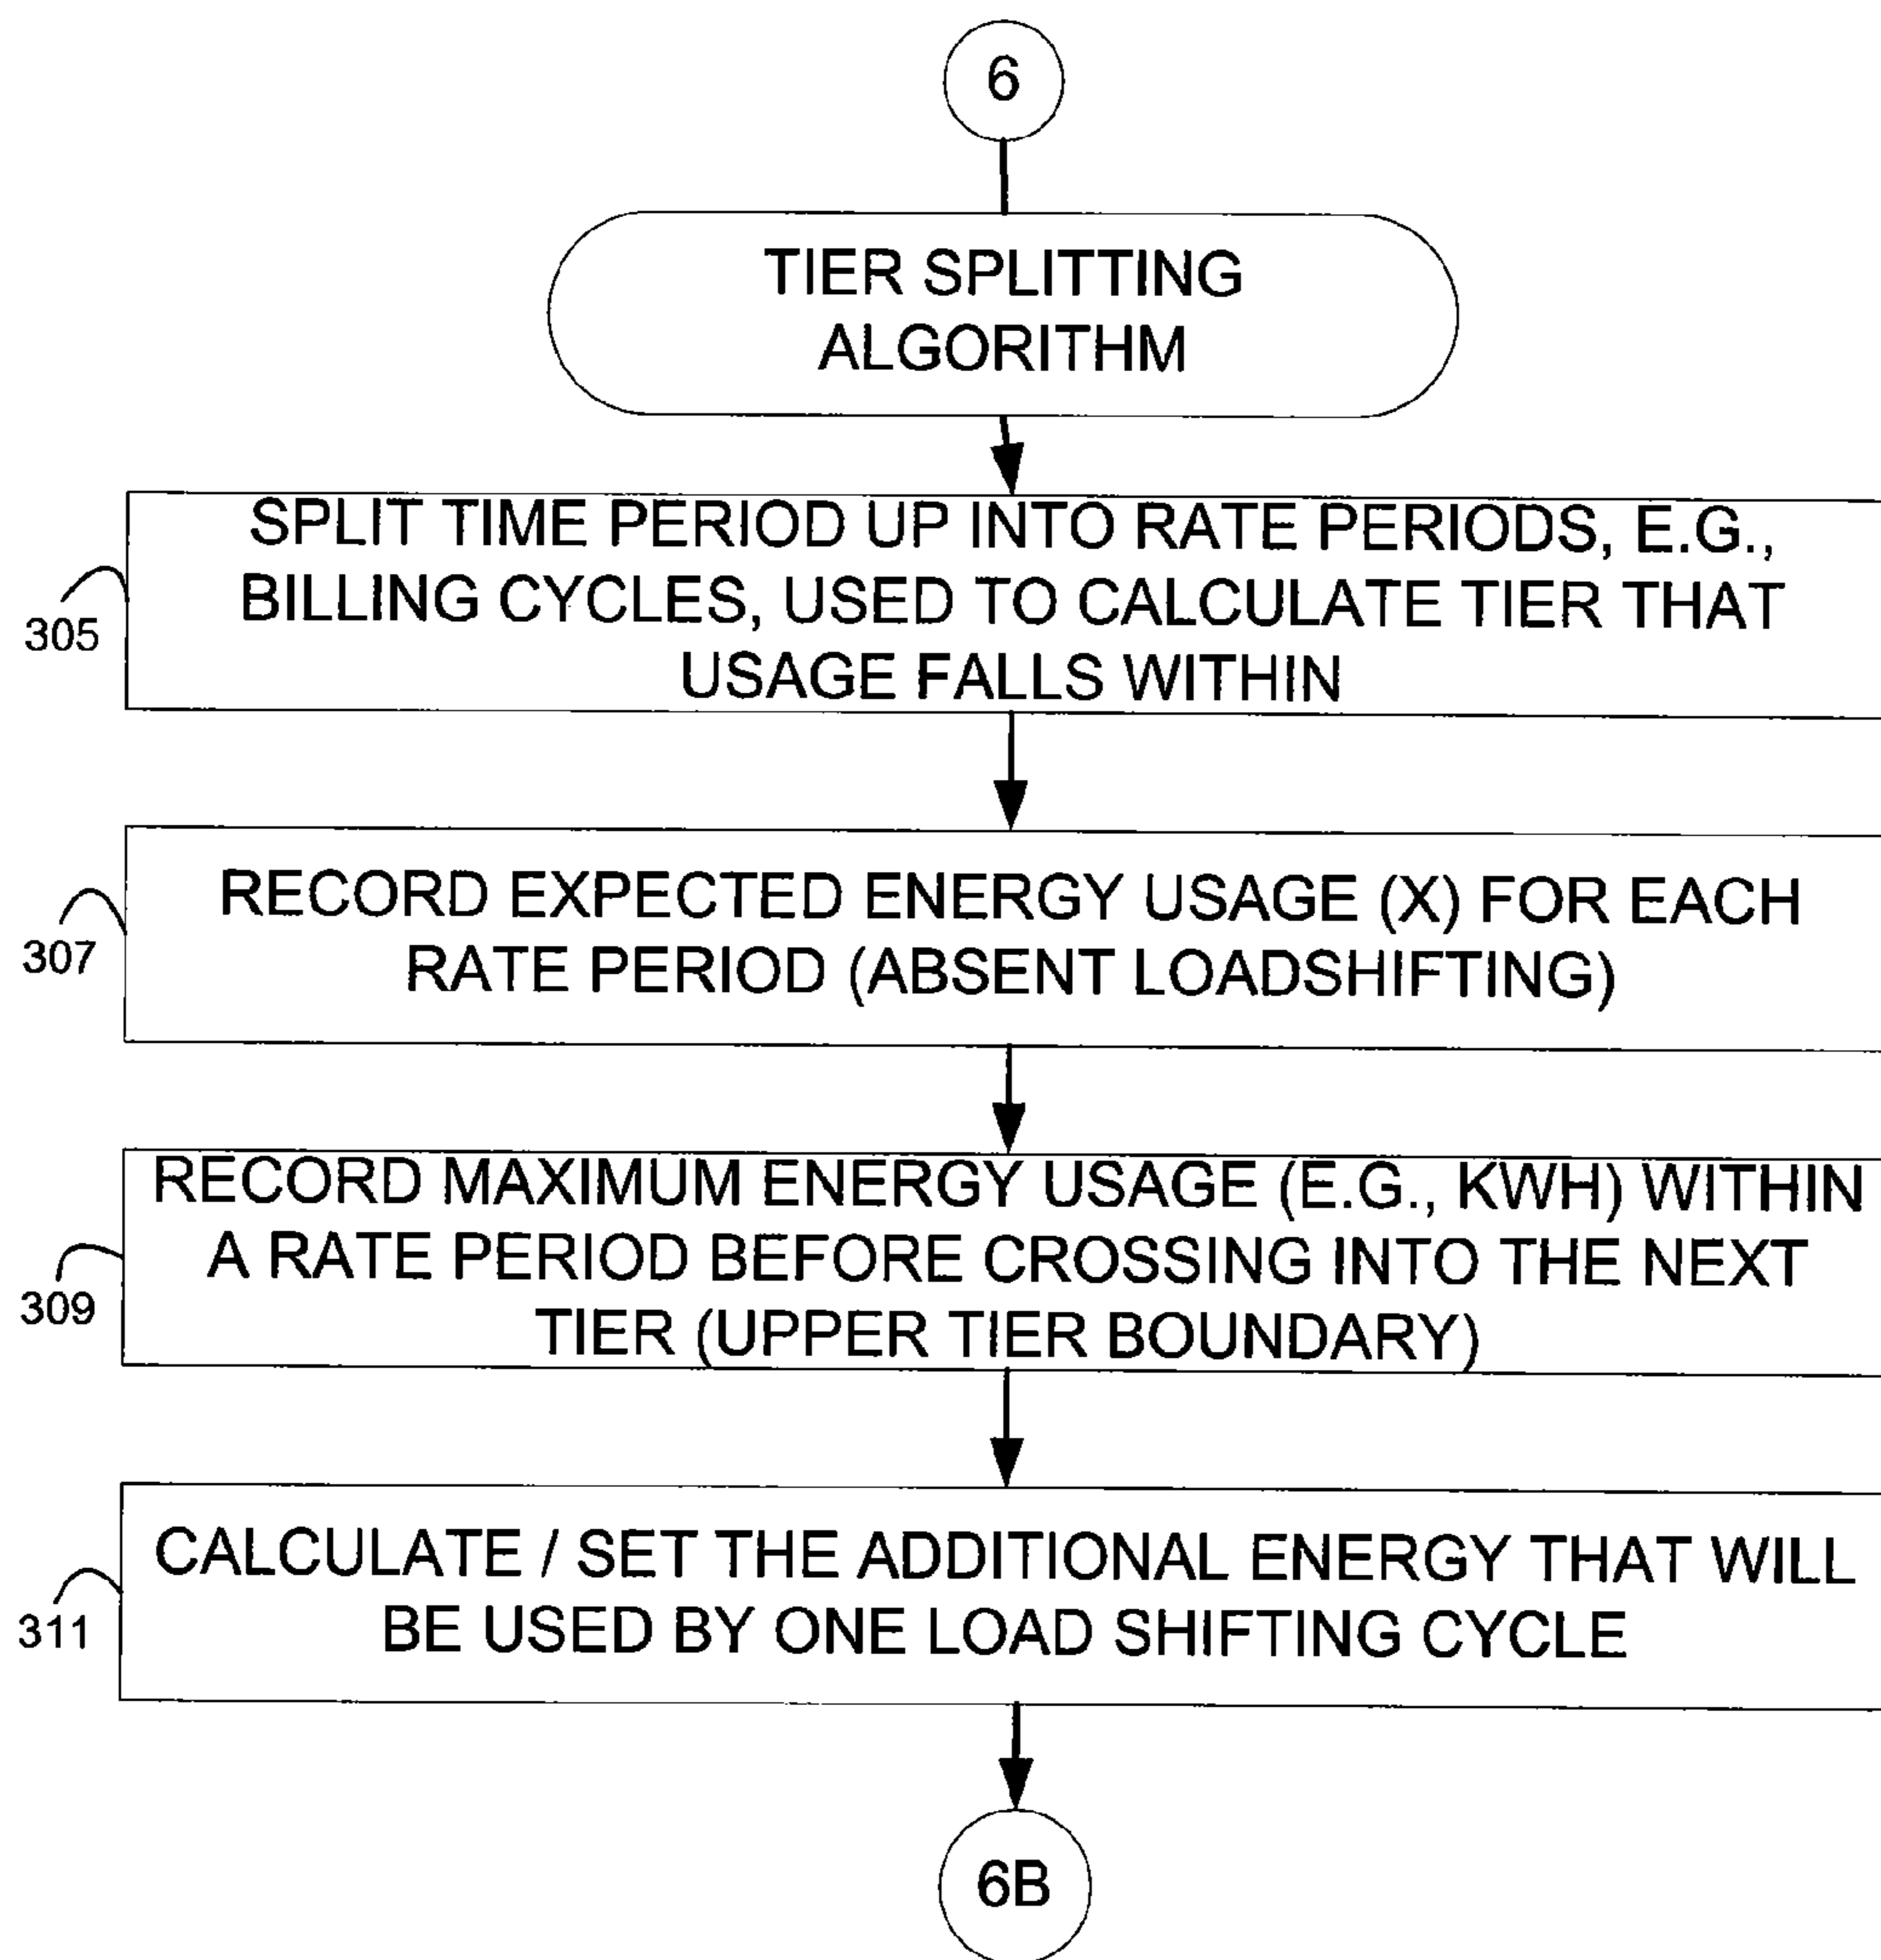 6
TIER SPLITTING
ALGORITHM
SPLIT TIME PERIOD UP INTO RATE PERIODS, E.G.,
BILLING CYCLES, USED TO CALCULATE TIER THAT
USAGE FALLS WITHIN
305
RECORD EXPECTED ENERGY USAGE (X) FOR EACH
RATE PERIOD (ABSENT LOADSHIFTING)
307
RECORD MAXIMUM ENERGY USAGE (E.G., KWH) WITHIN
A RATE PERIOD BEFORE CROSSING INTO THE NEXT
TIER (UPPER TIER BOUNDARY)
309
CALCULATE / SET THE ADDITIONAL ENERGY THAT WILL
BE USED BY ONE LOAD SHIFTING CYCLE
311
6B